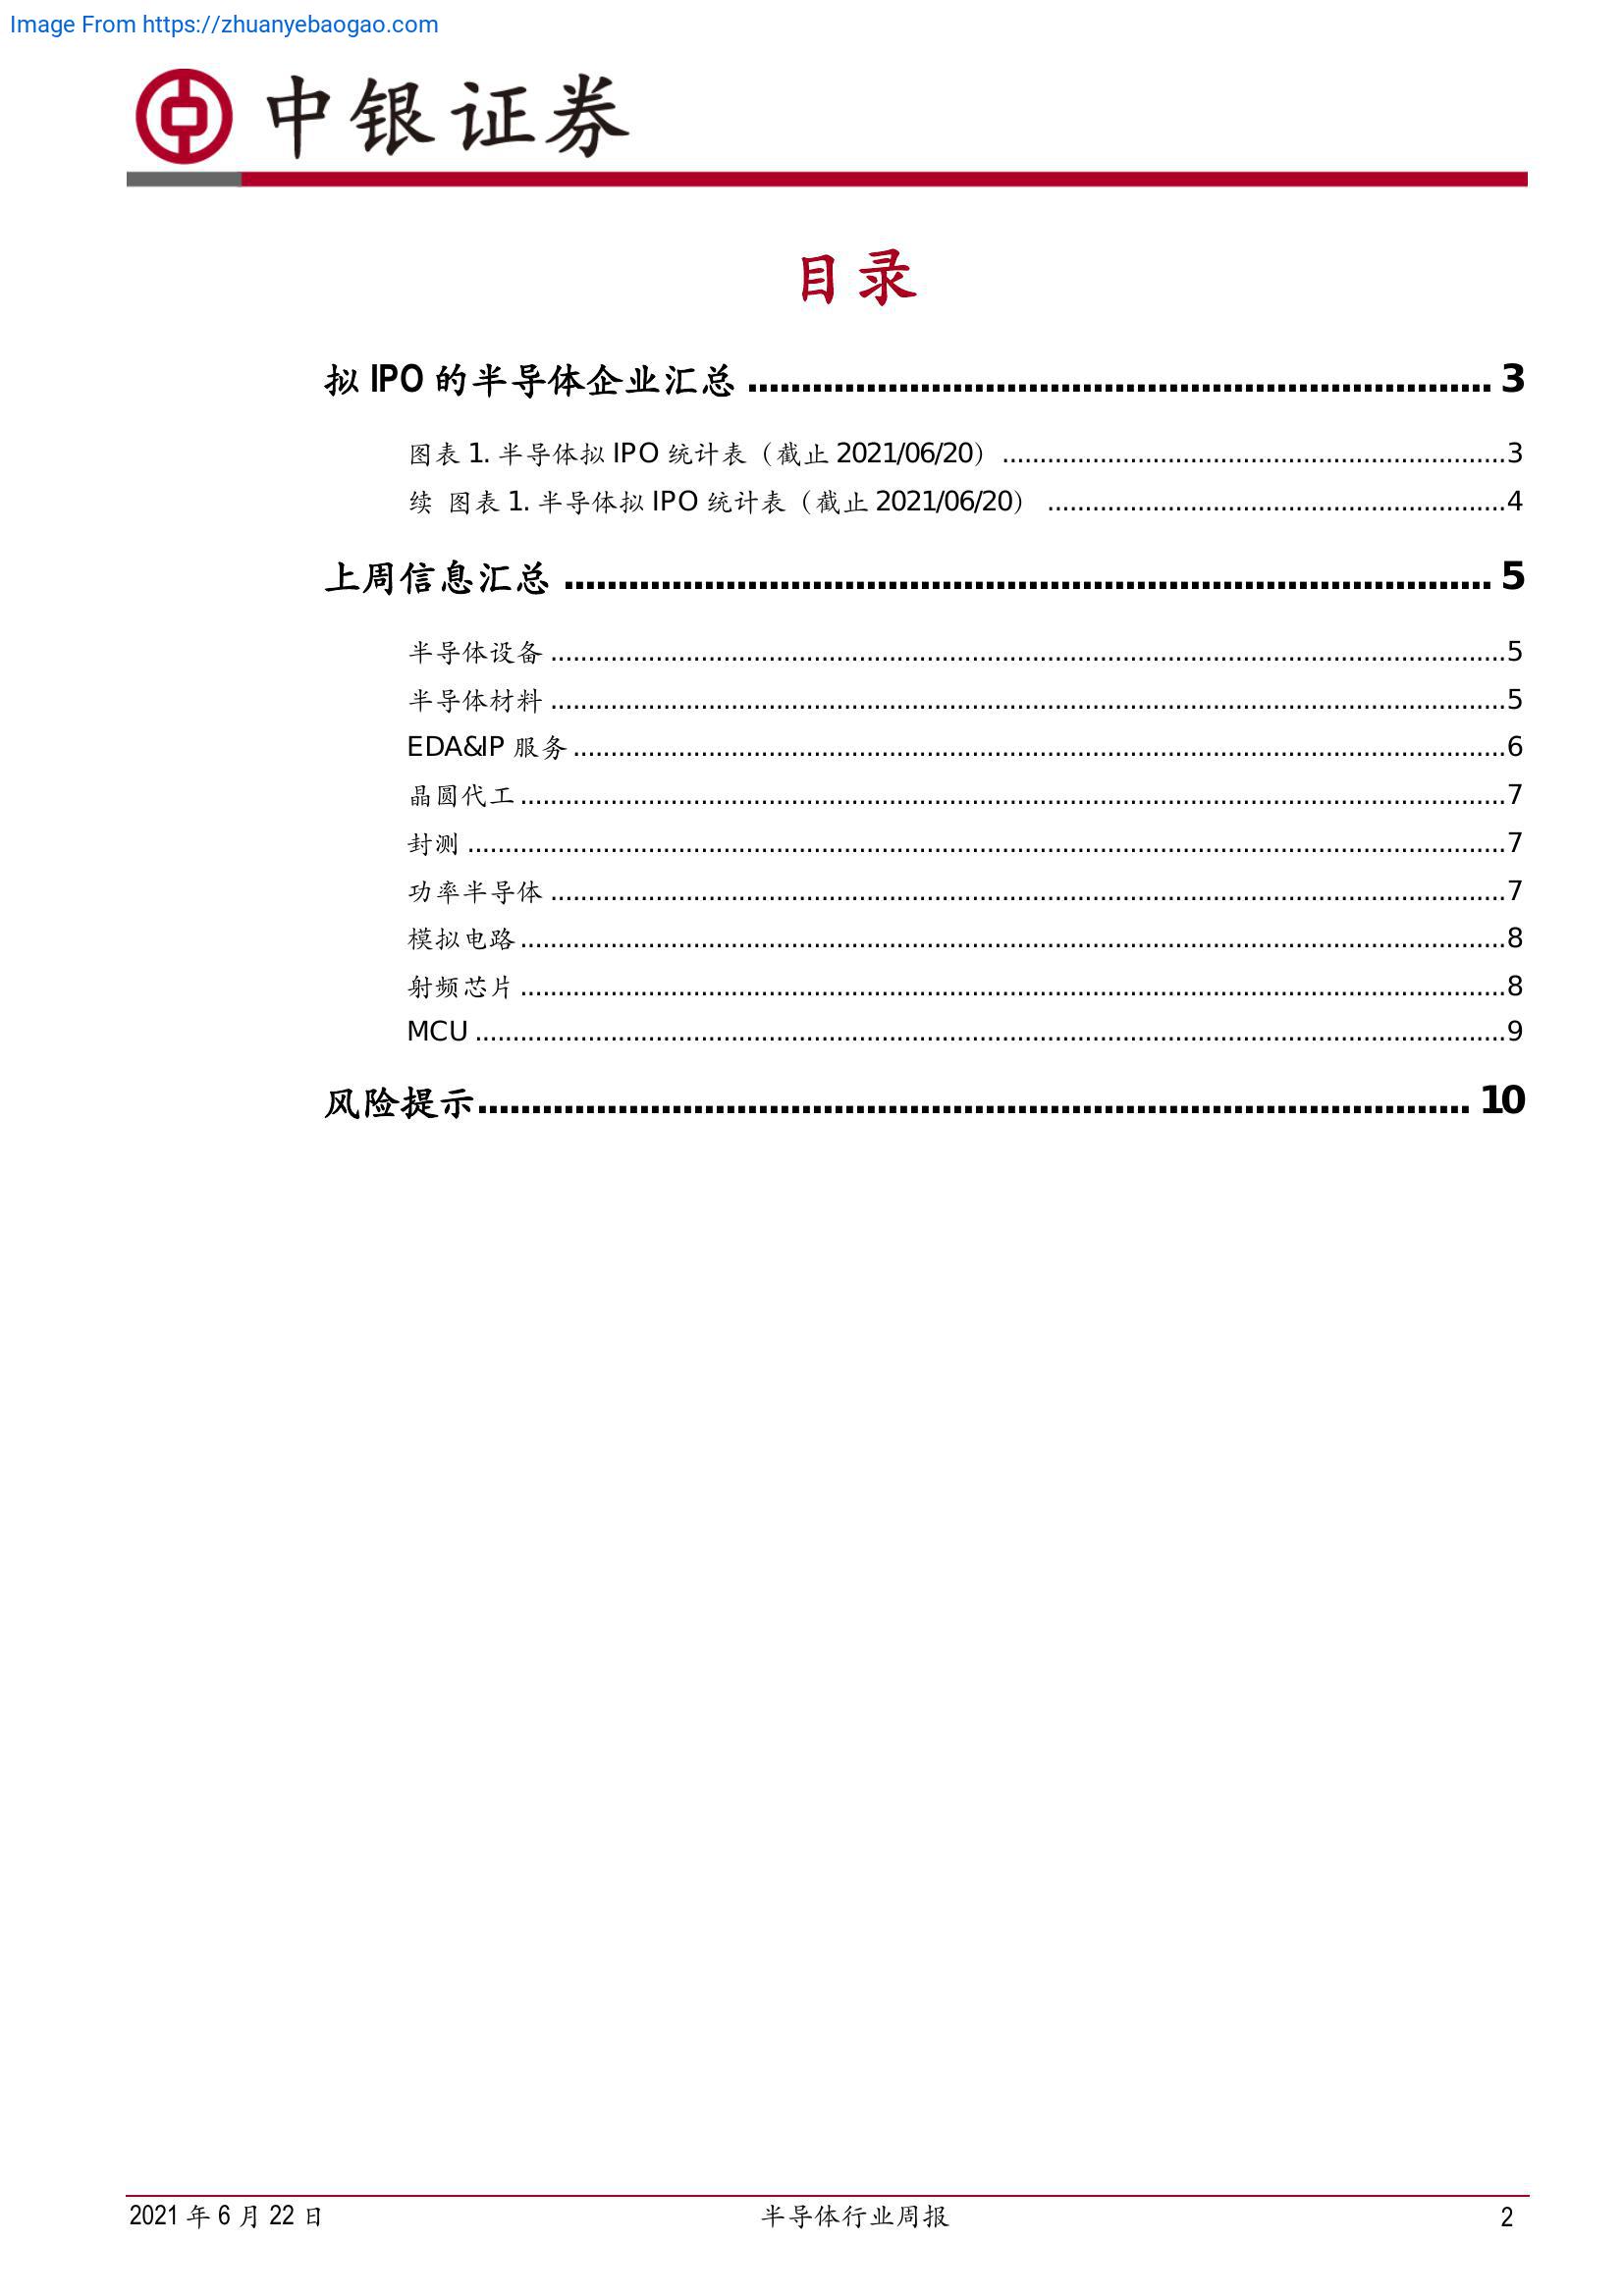 Image From https://zhuanyebaogao.com
中银证券
目录
拟 IPO 的半导体企业汇总 ........................................ 3
图表 1. 半导体拟 IPO 统计表（截止 2021/06/20） ........................................3
续 图表 1. 半导体拟 IPO 统计表（截止 2021/06/20） ........................................4
上周信息汇总 ........................................ 5
半导体设备 ........................................5
半导体材料 ........................................5
EDA&IP 服务 ........................................6
晶圆代工 ........................................7
封测 ........................................7
功率半导体 ........................................7
模拟电路 ........................................8
射频芯片 ........................................8
MCU ........................................9
风险提示 ........................................ 10
2021 年 6 月 22 日 半导体行业周报 2